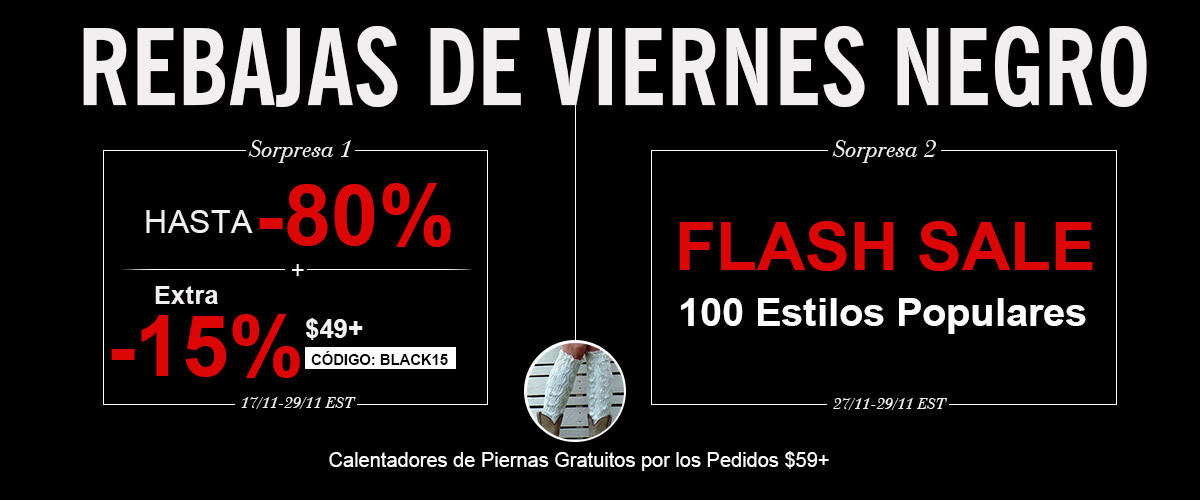 REBAJAS DE VIERNES NEGRO
Sorpresa 1
HASTA -80%
+
Extra
-15% $49+
CÓDIGO: BLACK15
17/11-29/11 EST
Sorpresa 2
FLASH SALE
100 Estilos Populares
27/11-29/11 EST
Calentadores de Piernas Gratuitos por los Pedidos $59+